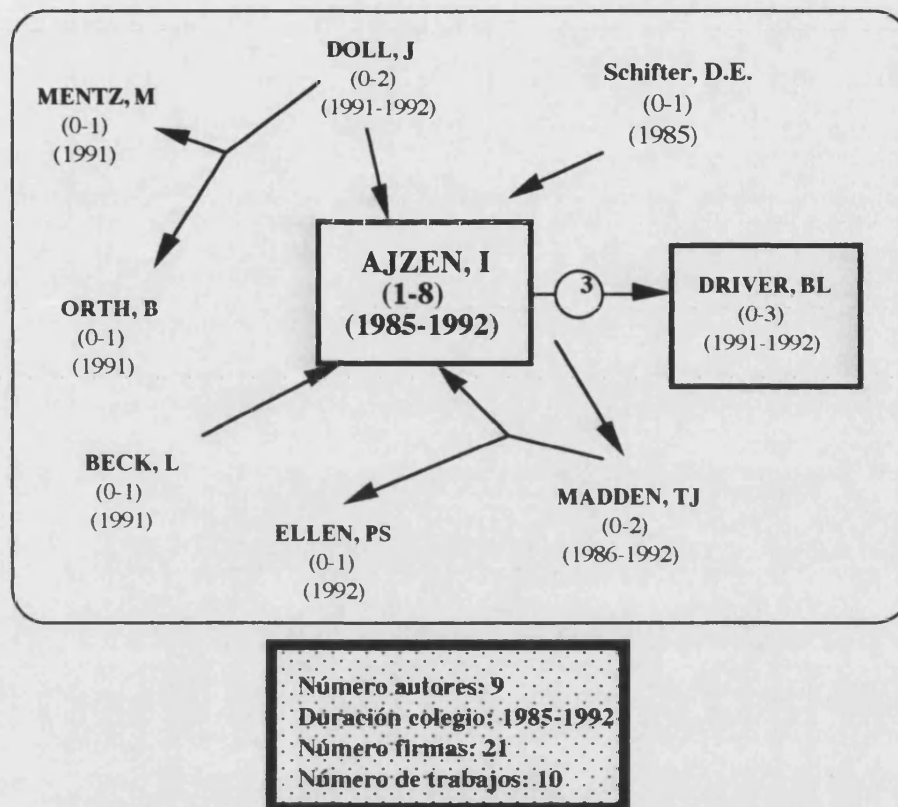 DOLL, J
(0-2)
(1991-1992)
Schifter, D.E.
(0-1)
(1985)
MENTZ, M
(0-1)
(1991)
AJZEN, I
(1-8)
(1985-1992)
3
DRIVER, BL
(0-3)
(1991-1992)
ORTH, B
(0-1)
(1991)
BECK, L
(0-1)
(1991)
ELLEN, PS
(0-1)
(1992)
MADDEN, TJ
(0-2)
(1986-1992)
Número autores: 9
Duración colegio: 1985-1992
Número firmas: 21
Número de trabajos: 10